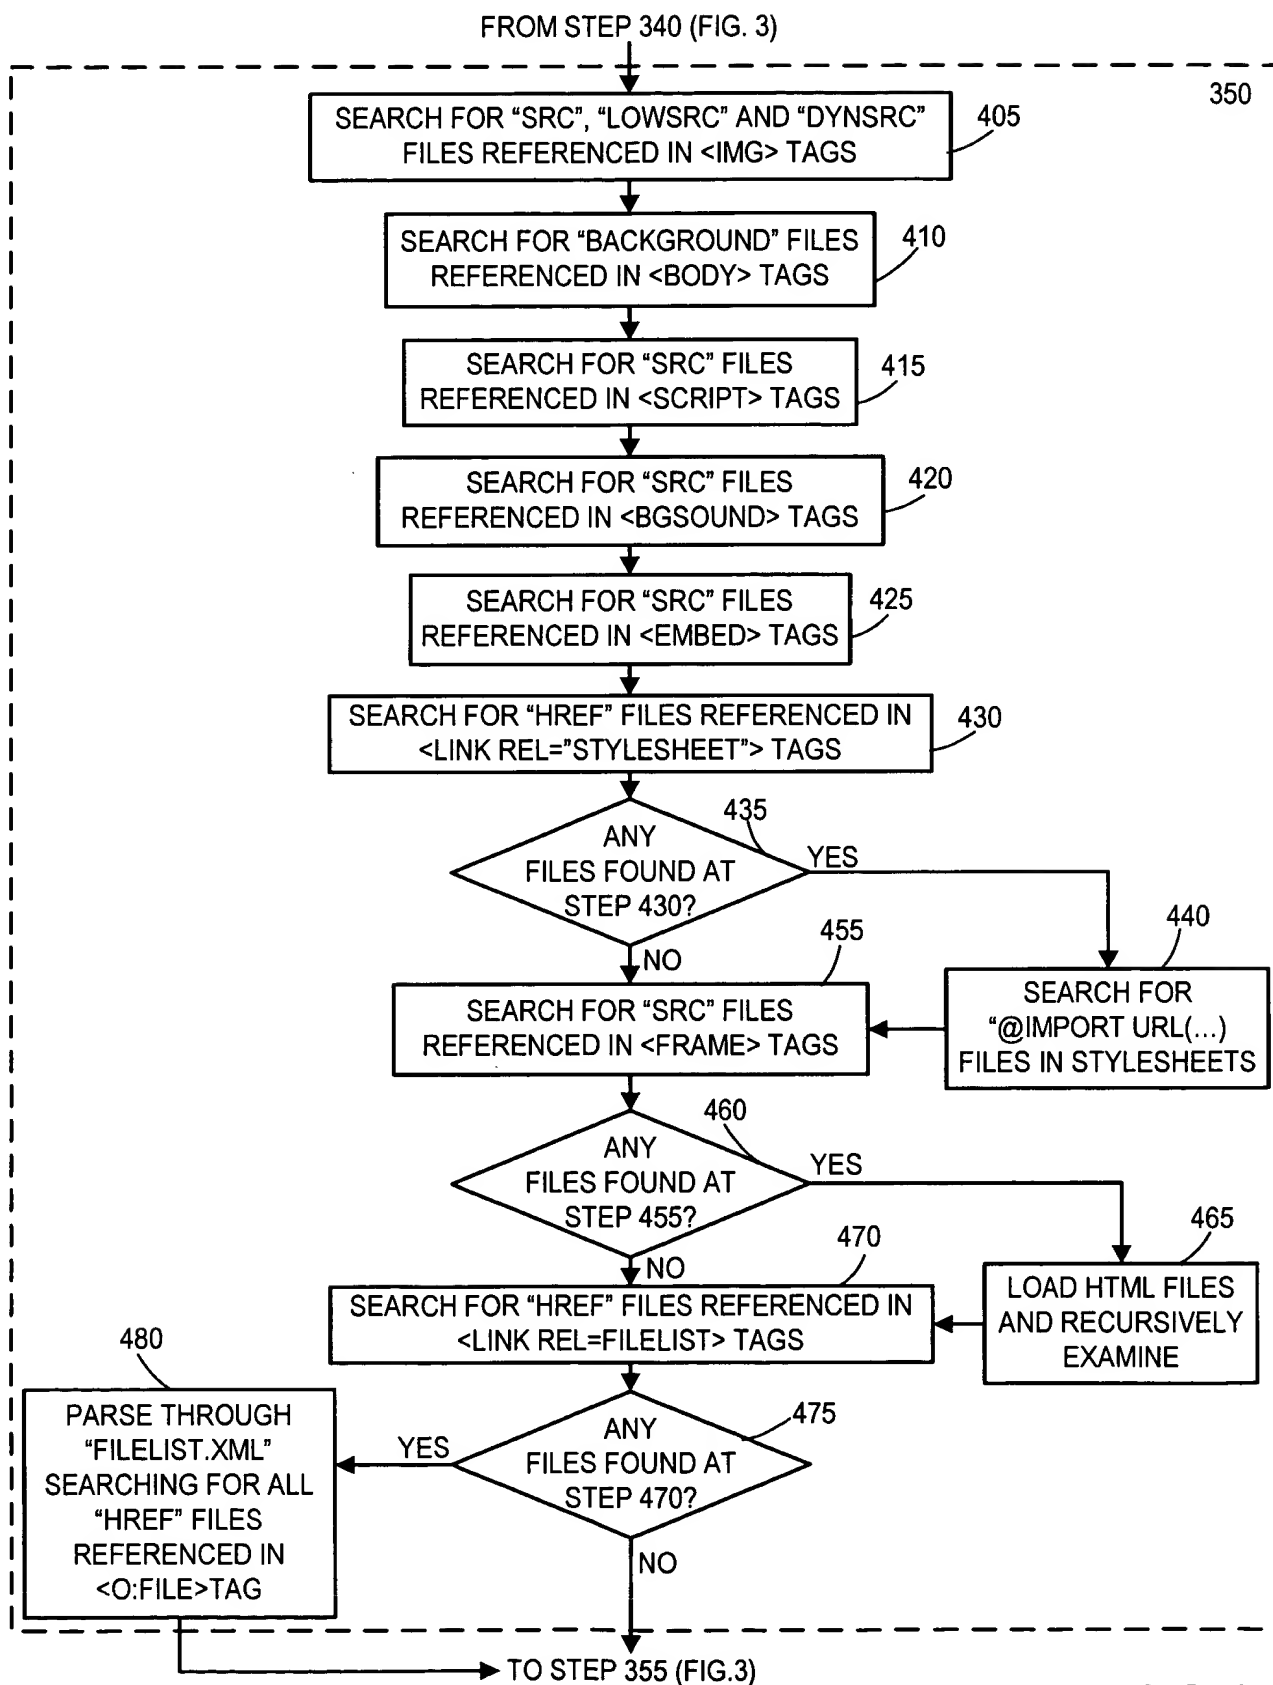 FROM STEP 340 (FIG. 3)
350
SEARCH FOR “SRC”, “LOWSRC” AND “DYNSRC”
FILES REFERENCED IN <IMG> TAGS
405
SEARCH FOR “BACKGROUND” FILES
REFERENCED IN <BODY> TAGS
410
SEARCH FOR “SRC” FILES
REFERENCED IN <SCRIPT> TAGS
415
SEARCH FOR “SRC” FILES
REFERENCED IN <BGSOUND> TAGS
420
SEARCH FOR “SRC” FILES
REFERENCED IN <EMBED> TAGS
425
SEARCH FOR “HREF” FILES REFERENCED IN
<LINK REL=”STYLESHEET”> TAGS
430
ANY
FILES FOUND AT
STEP 430?
435
YES
NO
440
SEARCH FOR
“@IMPORT URL(...)
FILES IN STYLESHEETS
455
SEARCH FOR “SRC” FILES
REFERENCED IN <FRAME> TAGS
460
ANY
FILES FOUND AT
STEP 455?
YES
NO
465
LOAD HTML FILES
AND RECURSIVELY
EXAMINE
470
SEARCH FOR “HREF” FILES REFERENCED IN
<LINK REL=FILELIST> TAGS
475
ANY
FILES FOUND AT
STEP 470?
YES
NO
480
PARSE THROUGH
“FILELIST.XML”
SEARCHING FOR ALL
“HREF” FILES
REFERENCED IN
<O:FILE>TAG
TO STEP 355 (FIG.3)